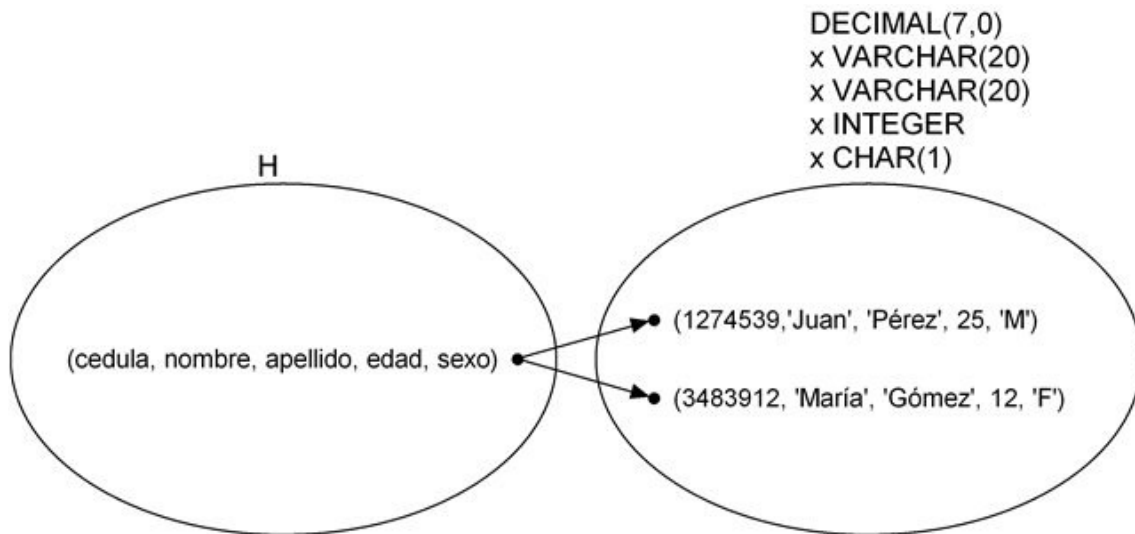 DECIMAL(7,0)
x VARCHAR(20)
x VARCHAR(20)
x INTEGER
x CHAR(1)
H
(1274539,'Juan', 'Pérez', 25, 'M')
(cedula, nombre, apellido, edad, sexo)
(3483912, 'María', 'Gómez', 12, 'F')